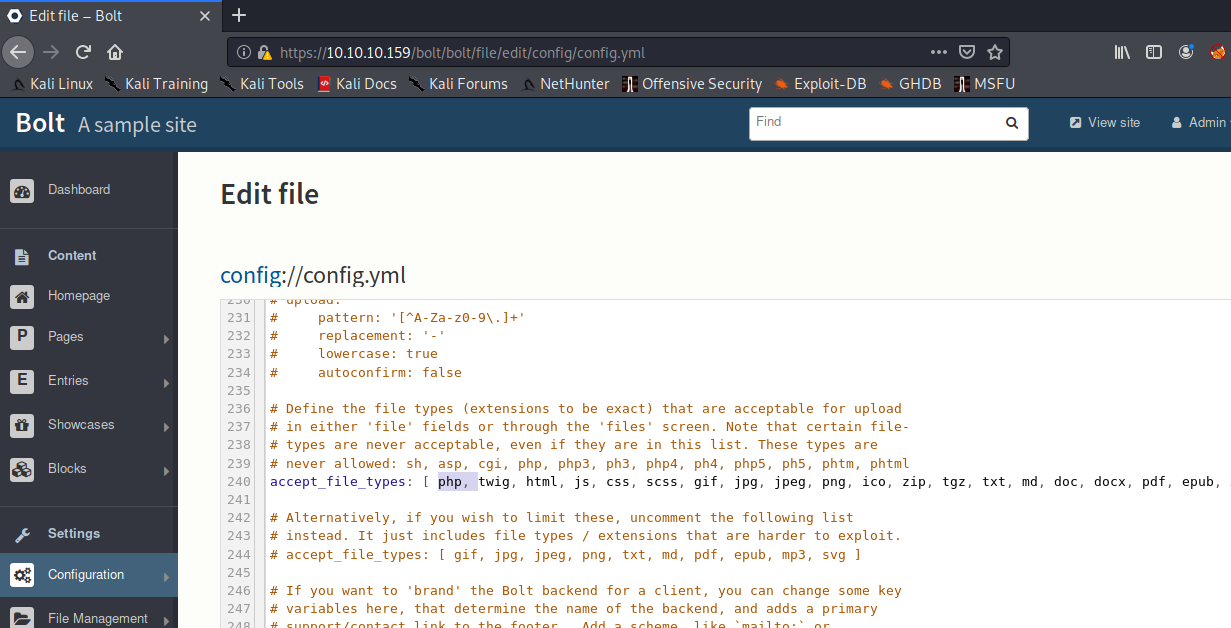 Edit file – Bolt
https://10.10.10.159/bolt/bolt/file/edit/config/config.yml
Kali Linux Kali Training Kali Tools Kali Docs Kali Forums NetHunter Offensive Security Exploit-DB GHDB MSFU
Bolt A sample site
Find
View site
Admin
Dashboard
Content
Homepage
P Pages
E Entries
Showcases
Blocks
Settings
Configuration
File Management
Edit file
config://config.yml
230 # upload:
231 #     pattern: '[^A-Za-z0-9\.]+'
232 #     replacement: '-'
233 #     lowercase: true
234 #     autoconfirm: false
235
236 # Define the file types (extensions to be exact) that are acceptable for upload
237 # in either 'file' fields or through the 'files' screen. Note that certain file-
238 # types are never acceptable, even if they are in this list. These types are
239 # never allowed: sh, asp, cgi, php, php3, ph3, php4, ph4, php5, ph5, phtm, phtml
240 accept_file_types: [ php, twig, html, js, css, scss, gif, jpg, jpeg, png, ico, zip, tgz, txt, md, doc, docx, pdf, epub,
241
242 # Alternatively, if you wish to limit these, uncomment the following list
243 # instead. It just includes file types / extensions that are harder to exploit.
244 # accept_file_types: [ gif, jpg, jpeg, png, txt, md, pdf, epub, mp3, svg ]
245
246 # If you want to 'brand' the Bolt backend for a client, you can change some key
247 # variables here, that determine the name of the backend, and adds a primary
248 # support/contact link to the footer. Add a scheme, like `mailto:` or